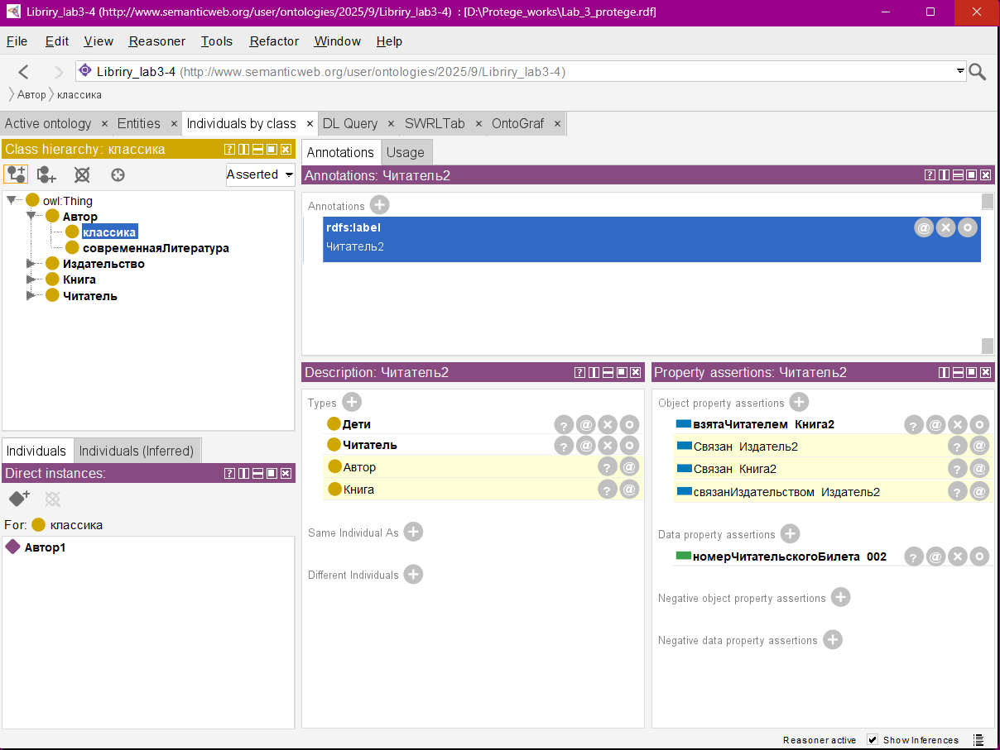 Libriry_lab3-4 (http://www.semanticweb.org/user/ontologies/2025/9/Libriry_lab3-4) : [D:\Protege_works\Lab_3_protege.rdf]
File Edit View Reasoner Tools Refactor Window Help
Libriry_lab3-4 (http://www.semanticweb.org/user/ontologies/2025/9/Libriry_lab3-4)
Автор классика
Active ontology × Entities × Individuals by class × DL Query × SWRLTab × OntoGraf ×
Class hierarchy: классика
Asserted
owl:Thing
Автор
классика
современнаяЛитература
Издательство
Книга
Читатель
Annotations Usage
Annotations: Читатель2
Annotations
rdfs:label
Читатель2
Individuals Individuals (Inferred)
Direct instances:
For: классика
Автор1
Description: Читатель2
Types
Дети
Читатель
Автор
Книга
Same Individual As
Different Individuals
Property assertions: Читатель2
Object property assertions
взятаЧитателем Книга2
Связан Издатель2
Связан Книга2
связанИздательством Издатель2
Data property assertions
номерЧитательскогоБилета 002
Negative object property assertions
Negative data property assertions
Reasoner active Show Inferences